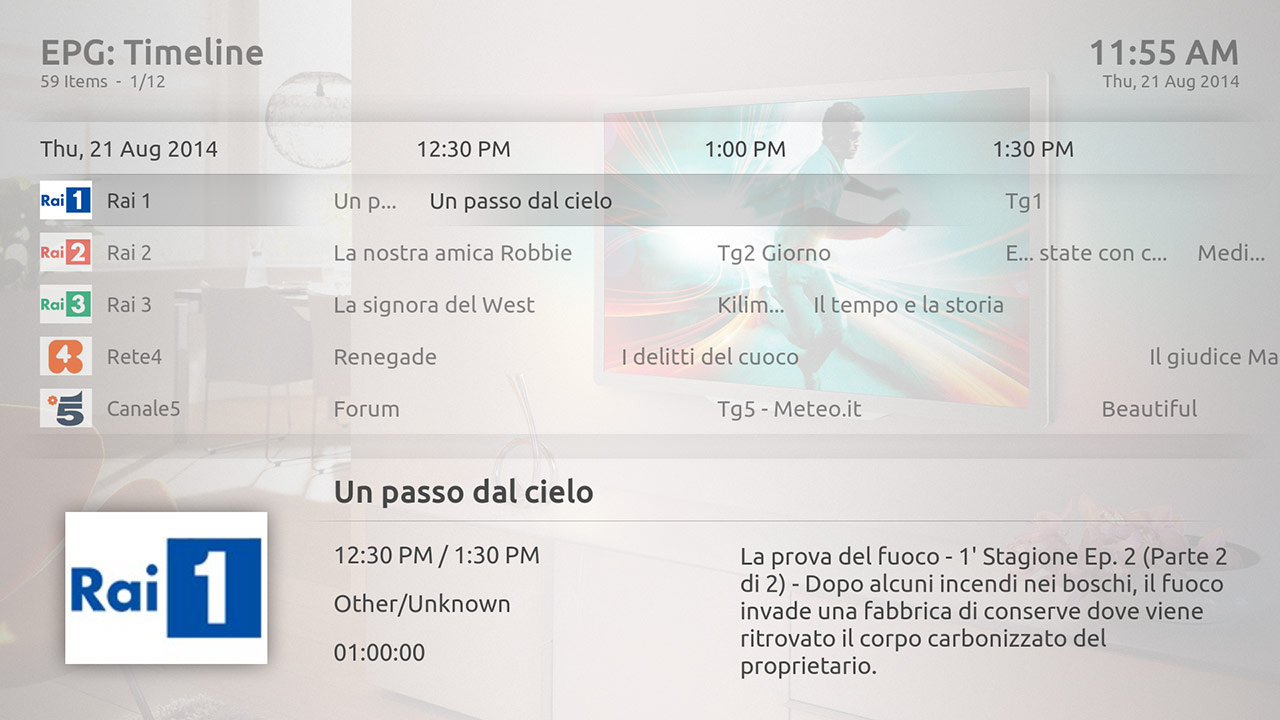 EPG: Timeline
11:55 AM
59 Items - 1/12
Thu, 21 Aug 2014
Thu, 21 Aug 2014 12:30 PM 1:00 PM 1:30 PM
Rai 1 Rai 1 Un p... Un passo dal cielo Tg1
Rai 2 Rai 2 La nostra amica Robbie Tg2 Giorno E... state con c... Medi...
Rai 3 Rai 3 La signora del West Kilim... Il tempo e la storia
4 Rete4 Renegade I delitti del cuoco Il giudice Ma
5 Canale5 Forum Tg5 - Meteo.it Beautiful
Un passo dal cielo
Rai 1
12:30 PM / 1:30 PM
Other/Unknown
01:00:00
La prova del fuoco - 1' Stagione Ep. 2 (Parte 2
di 2) - Dopo alcuni incendi nei boschi, il fuoco
invade una fabbrica di conserve dove viene
ritrovato il corpo carbonizzato del
proprietario.